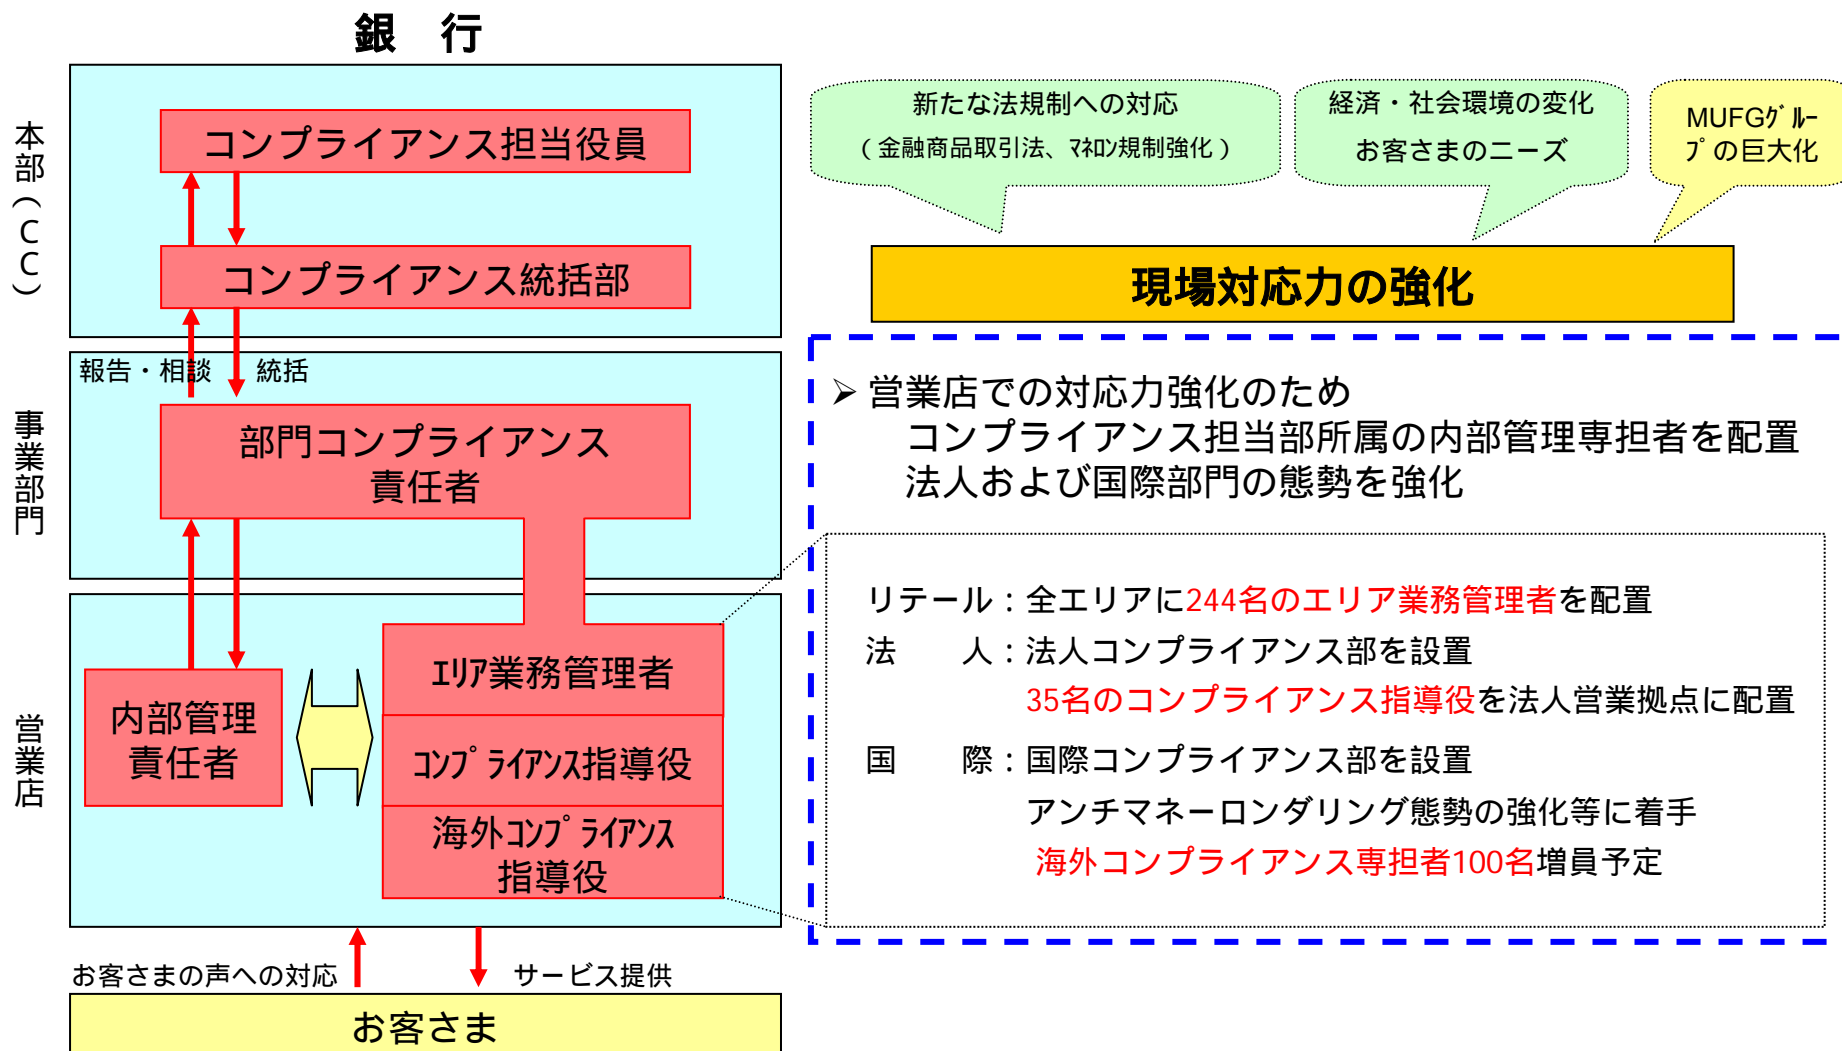 銀　行
本部（CC）
コンプライアンス担当役員
コンプライアンス統括部
事業部門
報告・相談
統括
部門コンプライアンス
責任者
営業店
内部管理
責任者
ｴﾘｱ業務管理者
ｺﾝﾌﾟﾗｲｱﾝｽ指導役
海外ｺﾝﾌﾟﾗｲｱﾝｽ
指導役
お客さまの声への対応
サービス提供
お客さま
新たな法規制への対応
（金融商品取引法、ﾏﾈﾛﾝ規制強化）
経済・社会環境の変化
お客さまのニーズ
MUFGｸﾞﾙｰ
ﾌﾟの巨大化
現場対応力の強化
➢ 営業店での対応力強化のため
コンプライアンス担当部所属の内部管理専担者を配置
法人および国際部門の態勢を強化
リテール：全エリアに244名のエリア業務管理者を配置
法　　人：法人コンプライアンス部を設置
35名のコンプライアンス指導役を法人営業拠点に配置
国　　際：国際コンプライアンス部を設置
アンチマネーロンダリング態勢の強化等に着手
海外コンプライアンス専担者100名増員予定